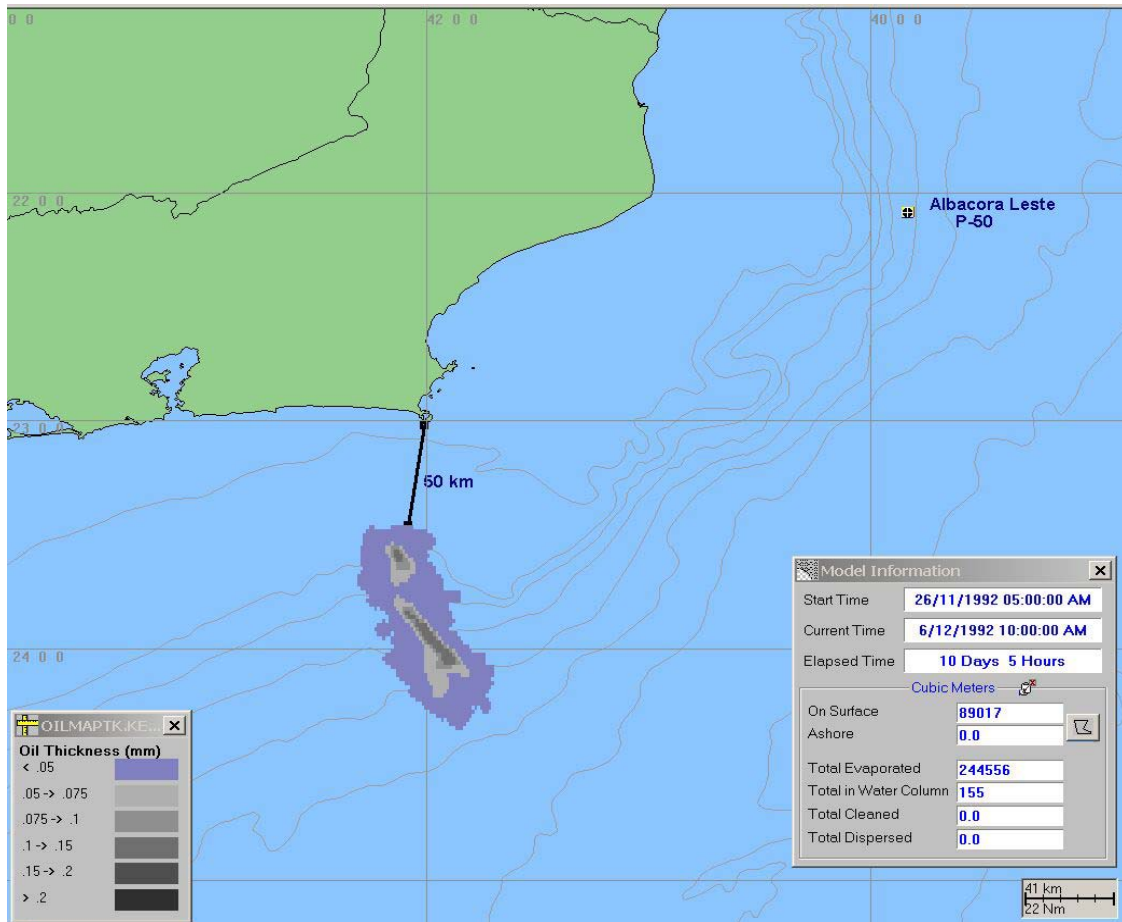 0 0
42 0 0
40 0 0
22 0 0
Albacora Leste
P-50
23 0 0
50 km
24 0 0
Model Information
Start Time 26/11/1992 05:00:00 AM
Current Time 6/12/1992 10:00:00 AM
Elapsed Time 10 Days 5 Hours
Cubic Meters
On Surface 89017
Ashore 0.0
Total Evaporated 244556
Total in Water Column 155
Total Cleaned 0.0
Total Dispersed 0.0
OILMAPTK.KE...
Oil Thickness (mm)
< .05
.05 -> .075
.075 -> .1
.1 -> .15
.15 -> .2
> .2
41 km
22 Nm